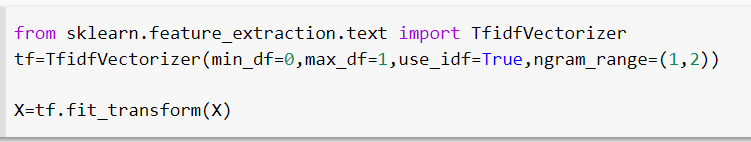 from sklearn.feature_extraction.text import TfidfVectorizer
tf=TfidfVectorizer(min_df=0,max_df=1,use_idf=True,ngram_range=(1,2))
X=tf.fit_transform(X)